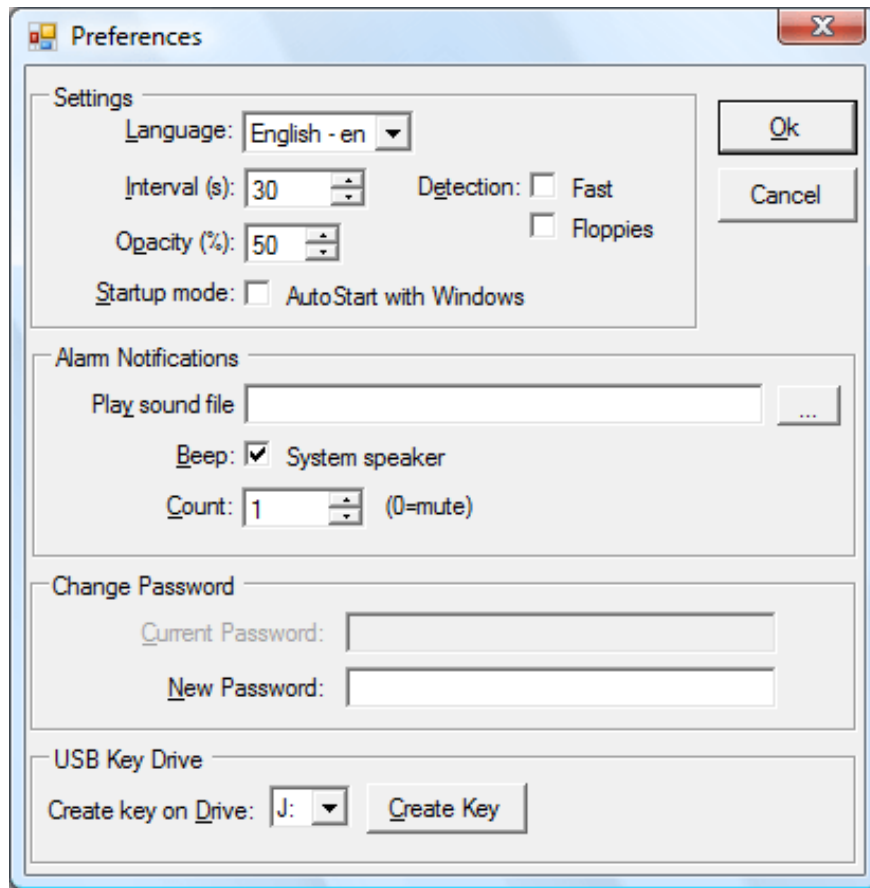 Preferences
Settings
Language: English - en
Ok
Interval (s): 30 Detection: Fast
Cancel
Floppies
Opacity (%): 50
Startup mode: AutoStart with Windows
Alarm Notifications
Play sound file ...
Beep: System speaker
Count: 1 (0=mute)
Change Password
Current Password:
New Password:
USB Key Drive
Create key on Drive: J: Create Key